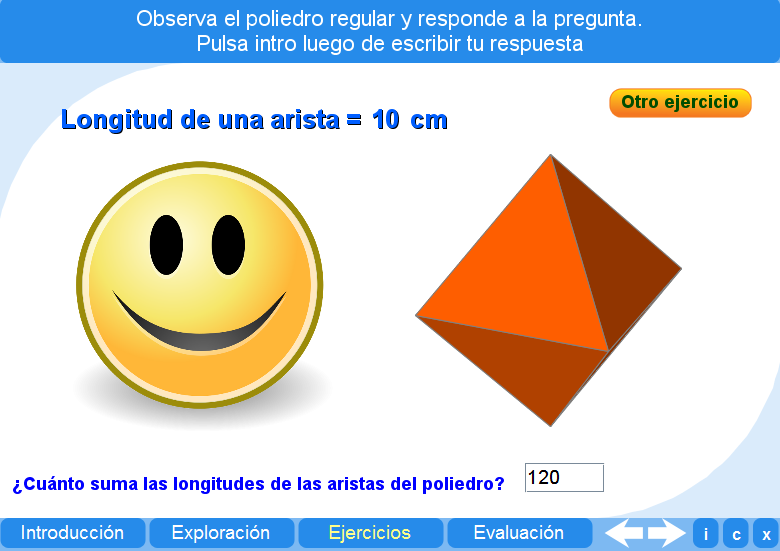 Observa el poliedro regular y responde a la pregunta.
Pulsa intro luego de escribir tu respuesta
Otro ejercicio
Longitud de una arista = 10 cm
¿Cuánto suma las longitudes de las aristas del poliedro? 120
Introducción Exploración Ejercicios Evaluación i c x